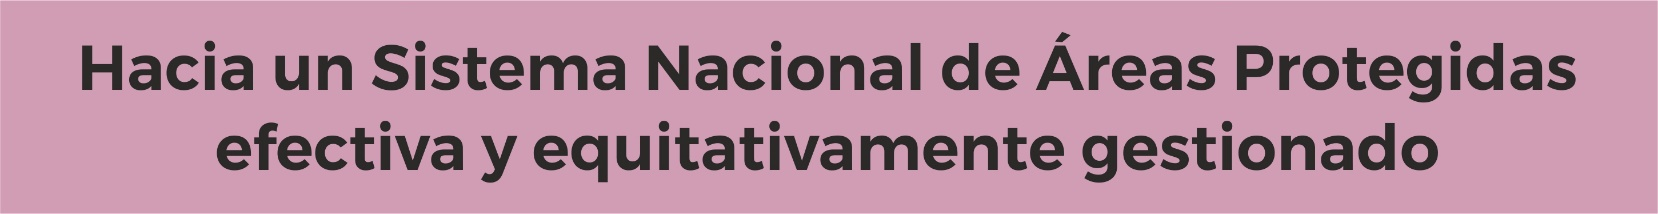 Hacia un Sistema Nacional de Áreas Protegidas
efectiva y equitativamente gestionado